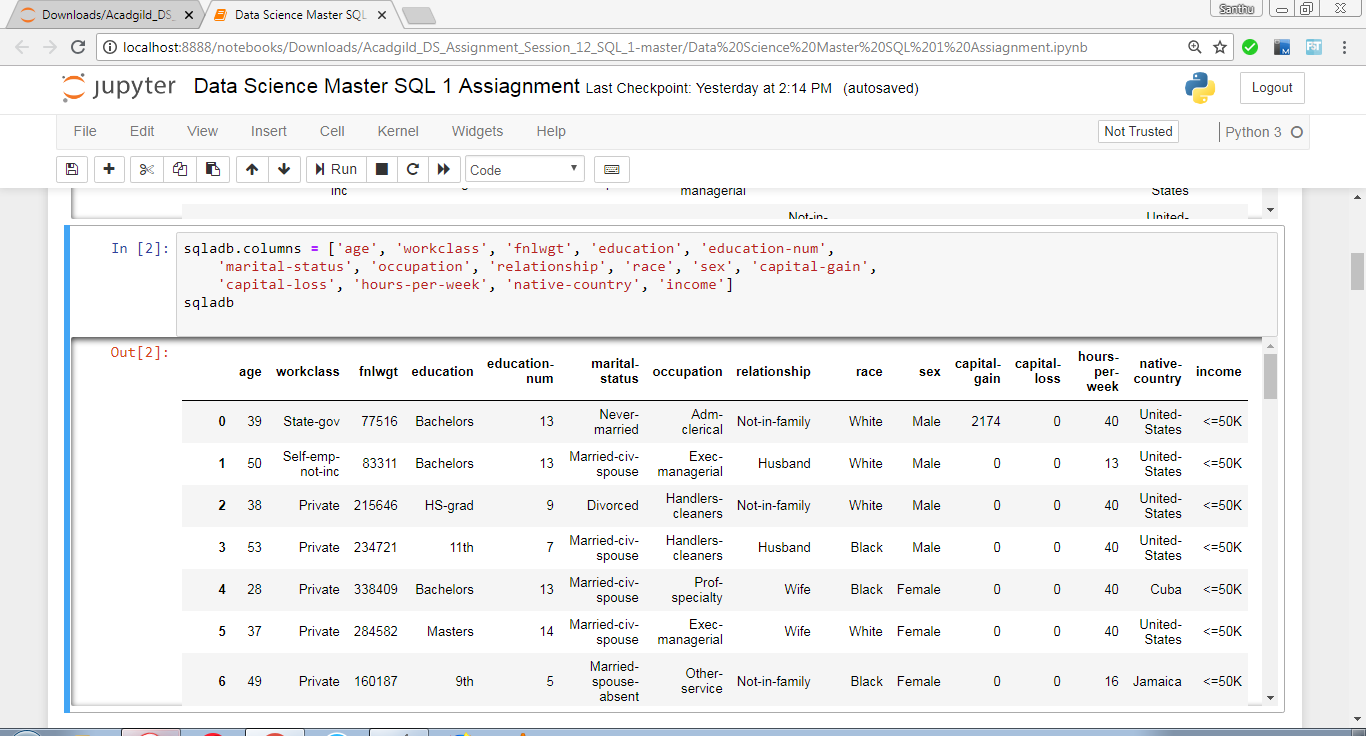 Downloads/Acadgild_DS_
Data Science Master SQL
Santhu
localhost:8888/notebooks/Downloads/Acadgild_DS_Assignment_Session_12_SQL_1-master/Data%20Science%20Master%20SQL%201%20Assiagnment.ipynb
jupyter Data Science Master SQL 1 Assiagnment Last Checkpoint: Yesterday at 2:14 PM (autosaved)
Logout
File Edit View Insert Cell Kernel Widgets Help
Not Trusted Python 3
Run Code
inc managerial States
Not-in- United-
In [2]: sqladb.columns = ['age', 'workclass', 'fnlwgt', 'education', 'education-num',
'marital-status', 'occupation', 'relationship', 'race', 'sex', 'capital-gain',
'capital-loss', 'hours-per-week', 'native-country', 'income']
sqladb
Out[2]:
age workclass fnlwgt education education-num marital-status occupation relationship race sex capital-gain capital-loss hours-per-week native-country income
0 39 State-gov 77516 Bachelors 13 Never-married Adm-clerical Not-in-family White Male 2174 0 40 United-States <=50K
1 50 Self-emp-not-inc 83311 Bachelors 13 Married-civ-spouse Exec-managerial Husband White Male 0 0 13 United-States <=50K
2 38 Private 215646 HS-grad 9 Divorced Handlers-cleaners Not-in-family White Male 0 0 40 United-States <=50K
3 53 Private 234721 11th 7 Married-civ-spouse Handlers-cleaners Husband Black Male 0 0 40 United-States <=50K
4 28 Private 338409 Bachelors 13 Married-civ-spouse Prof-specialty Wife Black Female 0 0 40 Cuba <=50K
5 37 Private 284582 Masters 14 Married-civ-spouse Exec-managerial Wife White Female 0 0 40 United-States <=50K
6 49 Private 160187 9th 5 Married-spouse-absent Other-service Not-in-family Black Female 0 0 16 Jamaica <=50K